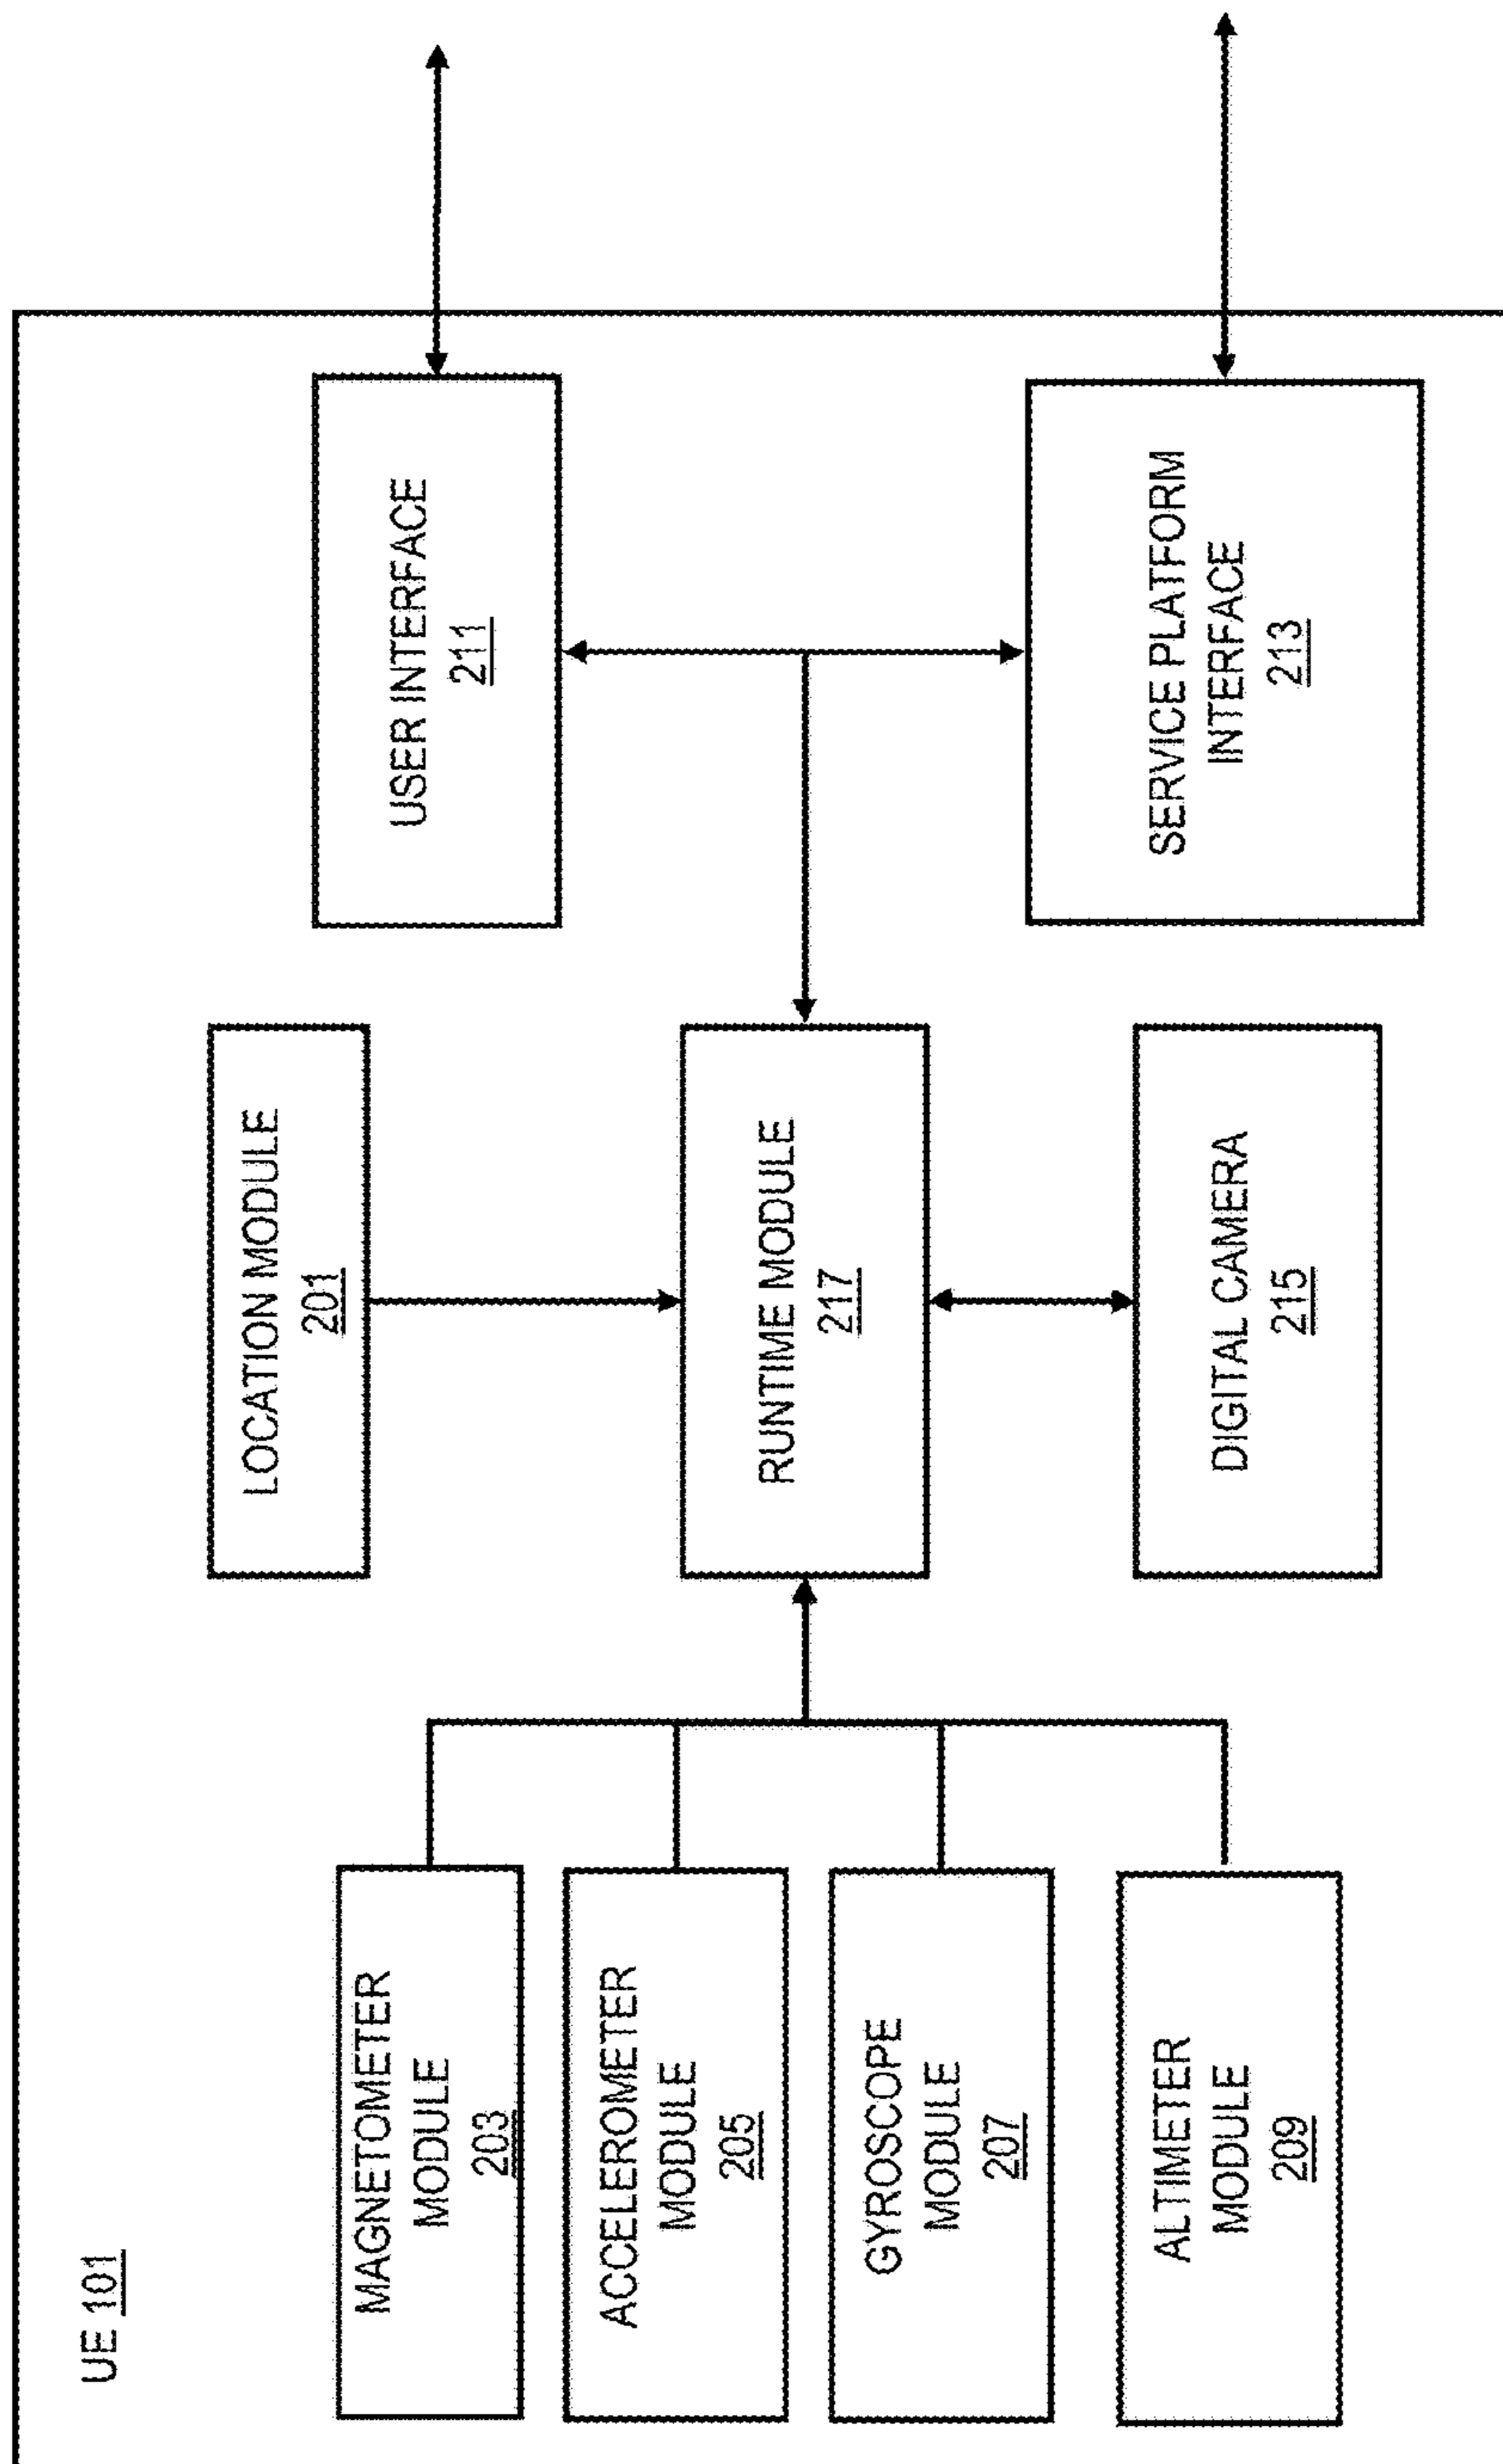 UE 101
MAGNETOMETER
MODULE
203
ACCELEROMETER
MODULE
205
GYROSCOPE
MODULE
207
ALTIMETER
MODULE
209
LOCATION MODULE
201
RUNTIME MODULE
217
DIGITAL CAMERA
215
USER INTERFACE
211
SERVICE PLATFORM
INTERFACE
213